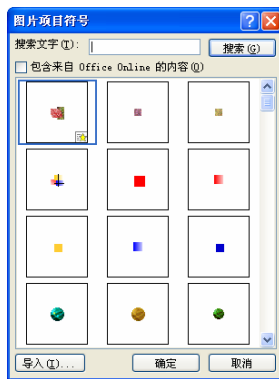 图片项目符号
搜索文字(T): 搜索(G)
包含来自 Office Online 的内容(O)
导入(I)... 确定 取消